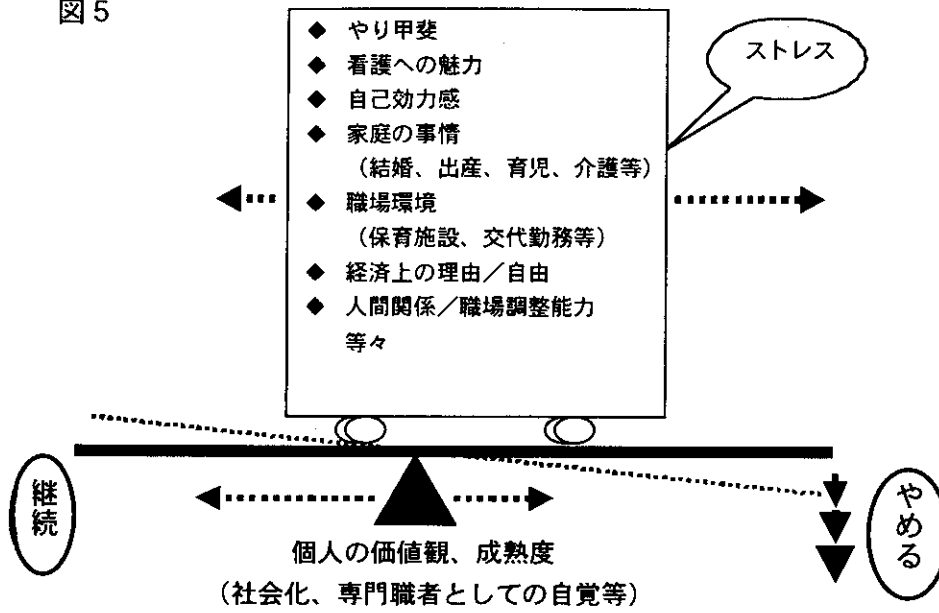 図5
◆ やり甲斐
◆ 看護への魅力
◆ 自己効力感
◆ 家庭の事情
（結婚、出産、育児、介護等）
◆ 職場環境
（保育施設、交代勤務等）
◆ 経済上の理由／自由
◆ 人間関係／職場調整能力
等々
ストレス
継続
やめる
個人の価値観、成熟度
（社会化、専門職者としての自覚等）